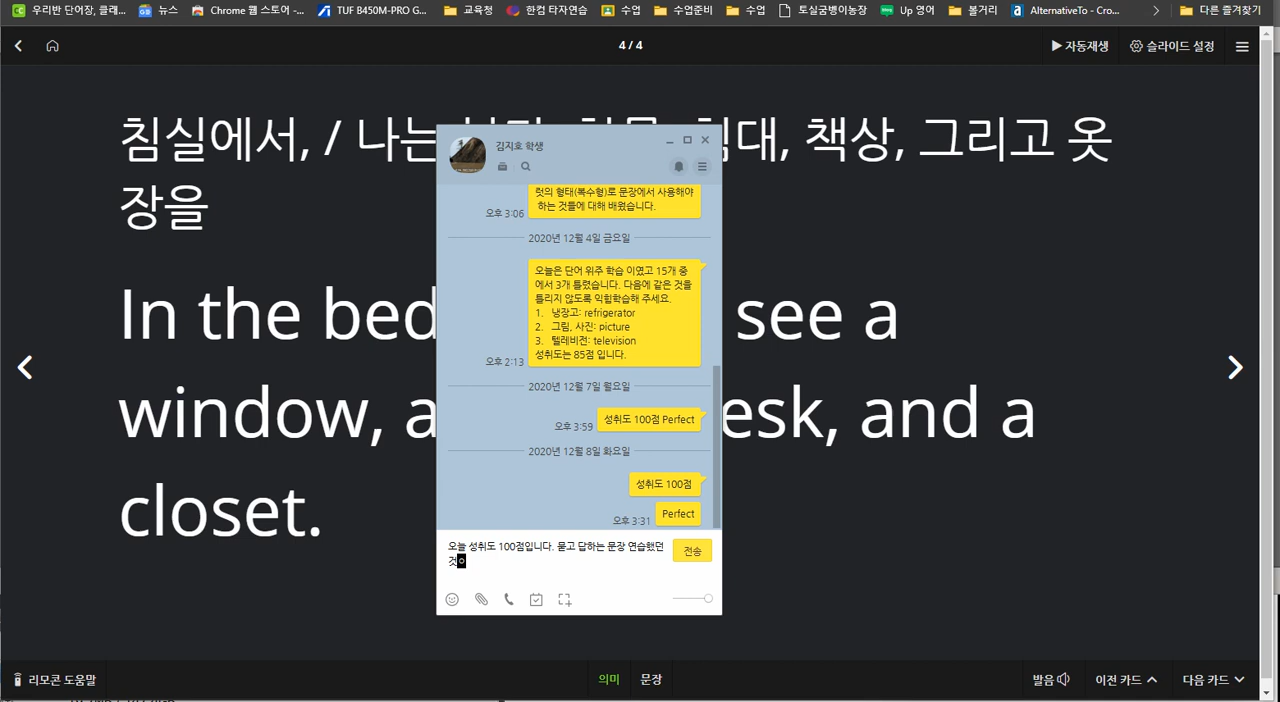 우리반 단어장, 클래...
뉴스
Chrome 웹 스토어 -...
TUF B450M-PRO G...
교육청
한컴 타자연습
수업
수업준비
수업
토실굼벵이농장
Up 영어
볼거리
AlternativeTo - Cro...
다른 즐겨찾기
4 / 4
자동재생
슬라이드 설정
침실에서, / 나는
대, 책상, 그리고 옷
장을
In the bed
see a
window, a
esk, and a
closet.
김지호 학생
럿의 형태(복수형)로 문장에서 사용해야
하는 것들에 대해 배웠습니다.
오후 3:06
2020년 12월 4일 금요일
오늘은 단어 위주 학습 이였고 15개 중
에서 3개 틀렸습니다. 다음에 같은 것을
틀리지 않도록 익힘학습해 주세요.
1. 냉장고: refrigerator
2. 그림, 사진: picture
3. 텔레비전: television
성취도는 85점 입니다.
오후 2:13
2020년 12월 7일 월요일
성취도 100점 Perfect
오후 3:59
2020년 12월 8일 화요일
성취도 100점
Perfect
오후 3:31
오늘 성취도 100점입니다. 묻고 답하는 문장 연습했던
것ㅇ
전송
리모콘 도움말
의미
문장
발음
이전 카드
다음 카드